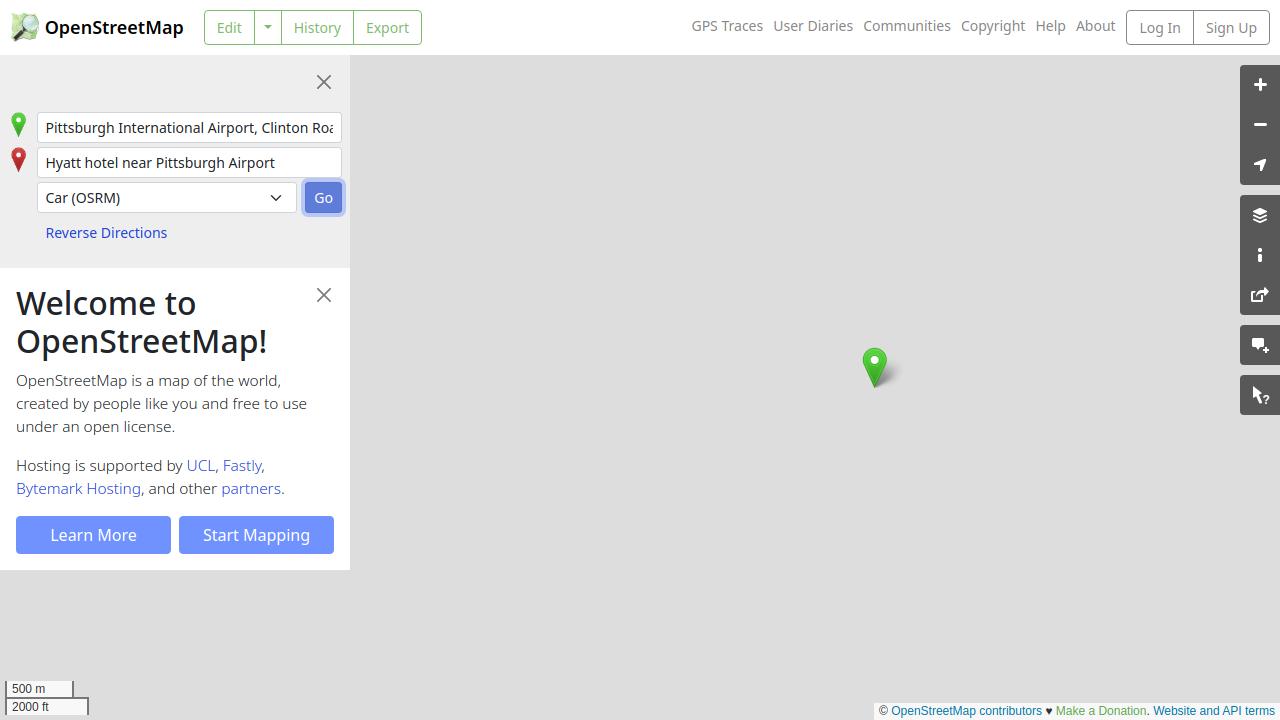 OpenStreetMap
Edit
History
Export
GPS Traces
User Diaries
Communities
Copyright
Help
About
Log In
Sign Up
Pittsburgh International Airport, Clinton Roa
Hyatt hotel near Pittsburgh Airport
Car (OSRM)
Go
Reverse Directions
Welcome to
OpenStreetMap!
OpenStreetMap is a map of the world,
created by people like you and free to use
under an open license.
Hosting is supported by UCL, Fastly,
Bytemark Hosting, and other partners.
Learn More
Start Mapping
500 m
2000 ft
© OpenStreetMap contributors ♥ Make a Donation. Website and API terms